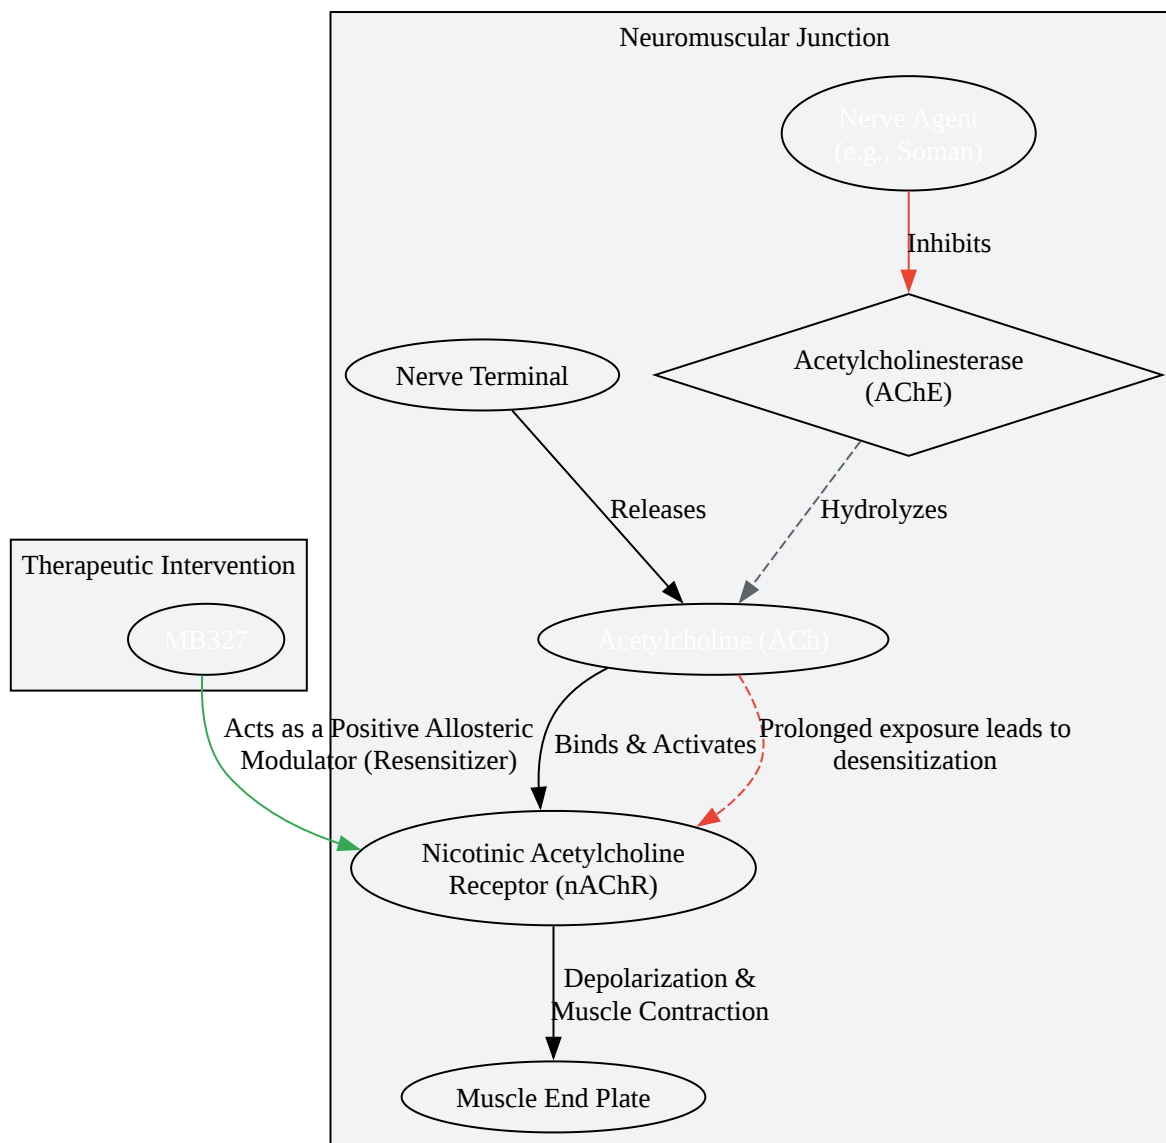 Neuromuscular Junction
Nerve Agent
(e.g., Soman)
Inhibits
Acetylcholinesterase
(AChE)
Nerve Terminal
Releases
Hydrolyzes
Therapeutic Intervention
MB327
Acetylcholine (ACh)
Acts as a Positive Allosteric
Modulator (Resensitizer)
Binds & Activates
Prolonged exposure leads to
desensitization
Nicotinic Acetylcholine
Receptor (nAChR)
Depolarization &
Muscle Contraction
Muscle End Plate